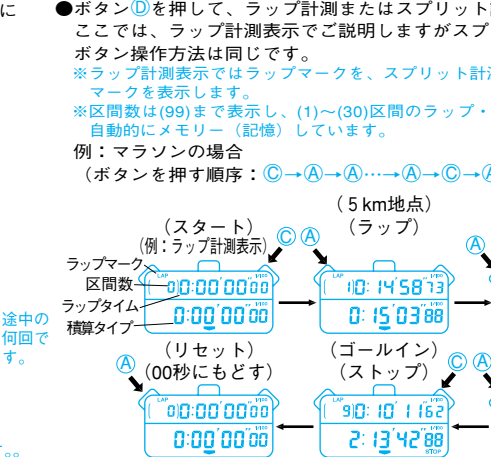 に
●ボタンⒹを押して、ラップ計測またはスプリット
ここでは、ラップ計測表示でご説明しますがスプ
ボタン操作方法は同じです。
※ラップ計測表示ではラップマークを、スプリット計
マークを表示します。
※区間数は(99)まで表示し、(1)〜(30)区間のラップ・
自動的にメモリー(記憶)しています。
例:マラソンの場合
(ボタンを押す順序:Ⓒ→Ⓐ→Ⓐ…→Ⓐ→Ⓒ→Ⓐ
(スタート)
(例:ラップ計測表示)
Ⓒ
ラップマーク
区間数
ラップタイム
積算タイプ
LAP 1/100
0)0:00'00"00
0:00'00"00
(5km地点)
(ラップ)
Ⓐ
LAP 1/100
1)0:14'58"73
0:15'03"88
Ⓐ
途中の
何回で
す。
(リセット)
(00秒にもどす)
Ⓐ
LAP 1/100
0)0:00'00"00
0:00'00"00
(ゴールイン)
(ストップ)
Ⓒ Ⓐ
LAP 1/100
9)0:10'11"62
2:13'42"88
STOP